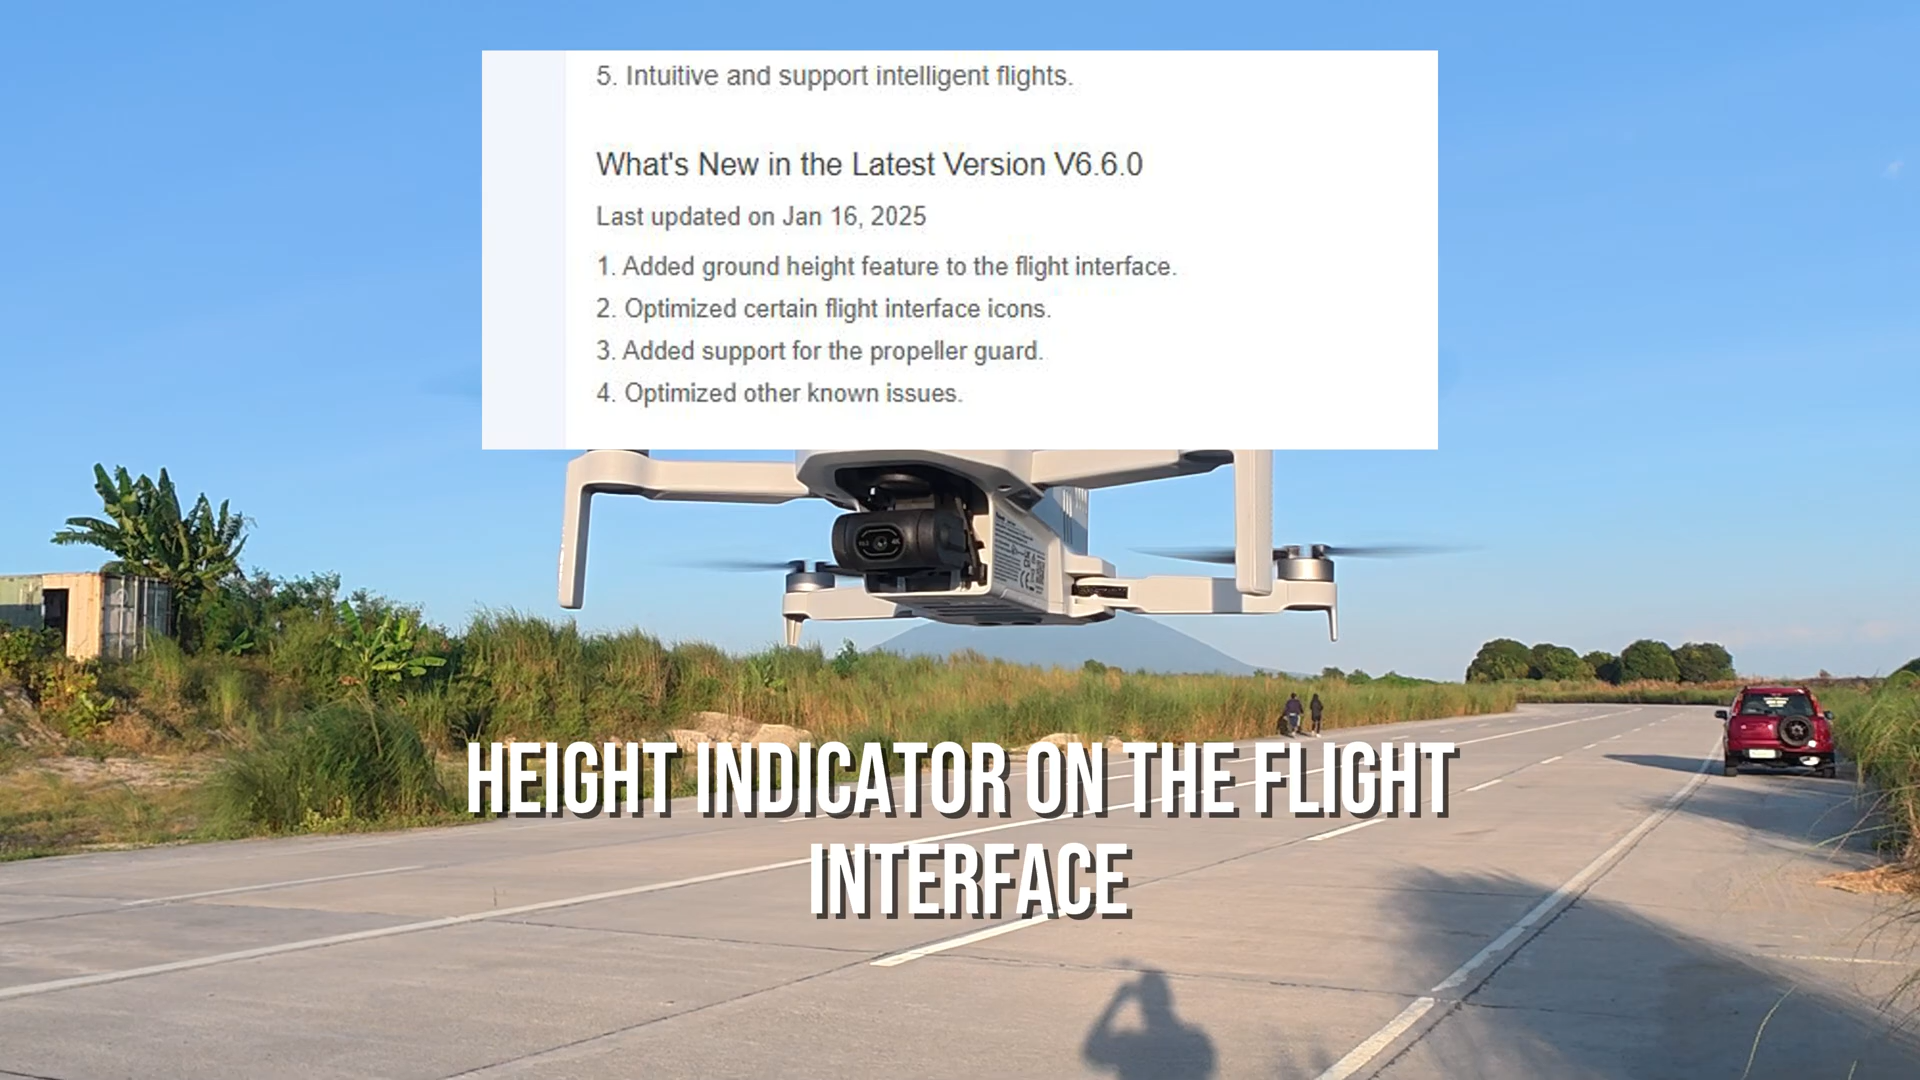 5. Intuitive and support intelligent flights.
What's New in the Latest Version V6.6.0
Last updated on Jan 16, 2025
1. Added ground height feature to the flight interface.
2. Optimized certain flight interface icons.
3. Added support for the propeller guard.
4. Optimized other known issues.
HEIGHT INDICATOR ON THE FLIGHT
INTERFACE